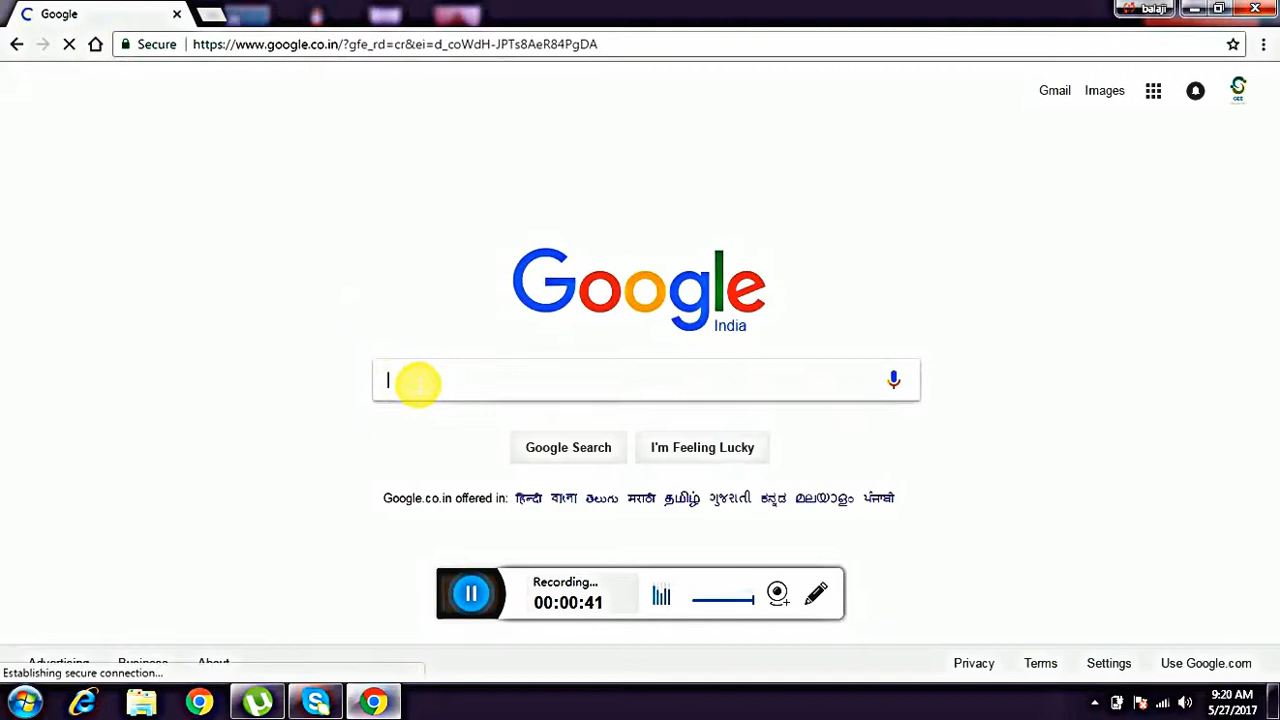 Google
balaji
Secure
https://www.google.co.in/?gfe_rd=cr&ei=d_coWdH-JPTs8AeR84PgDA
Gmail Images
Google
India
Google Search I'm Feeling Lucky
Google.co.in offered in: हिन्दी বাংলা తెలుగు मराठी தமிழ் ગુજરાતી ಕನ್ನಡ മലയാളം ਪੰਜਾਬੀ
Recording...
00:00:41
Advertising Business About Privacy Terms Settings Use Google.com
Establishing secure connection...
9:20 AM
5/27/2017